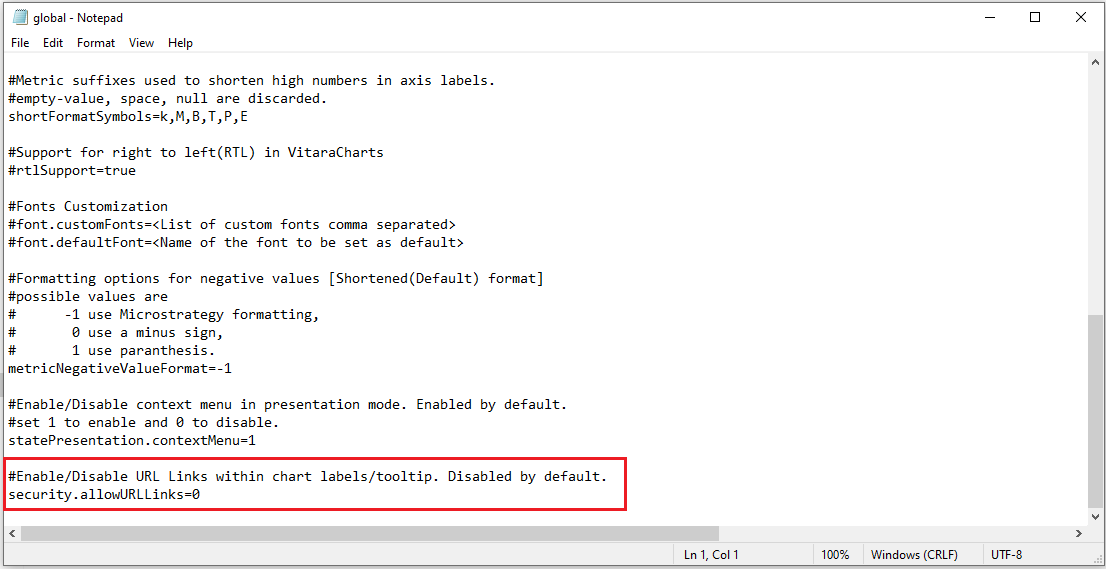 global - Notepad
File Edit Format View Help
#Metric suffixes used to shorten high numbers in axis labels.
#empty-value, space, null are discarded.
shortFormatSymbols=k,M,B,T,P,E
#Support for right to left(RTL) in VitaraCharts
#rtlSupport=true
#Fonts Customization
#font.customFonts=<List of custom fonts comma separated>
#font.defaultFont=<Name of the font to be set as default>
#Formatting options for negative values [Shortened(Default) format]
#possible values are
#       -1 use Microstrategy formatting,
#        0 use a minus sign,
#        1 use paranthesis.
metricNegativeValueFormat=-1
#Enable/Disable context menu in presentation mode. Enabled by default.
#set 1 to enable and 0 to disable.
statePresentation.contextMenu=1
#Enable/Disable URL Links within chart labels/tooltip. Disabled by default.
security.allowURLLinks=0
Ln 1, Col 1 100% Windows (CRLF) UTF-8